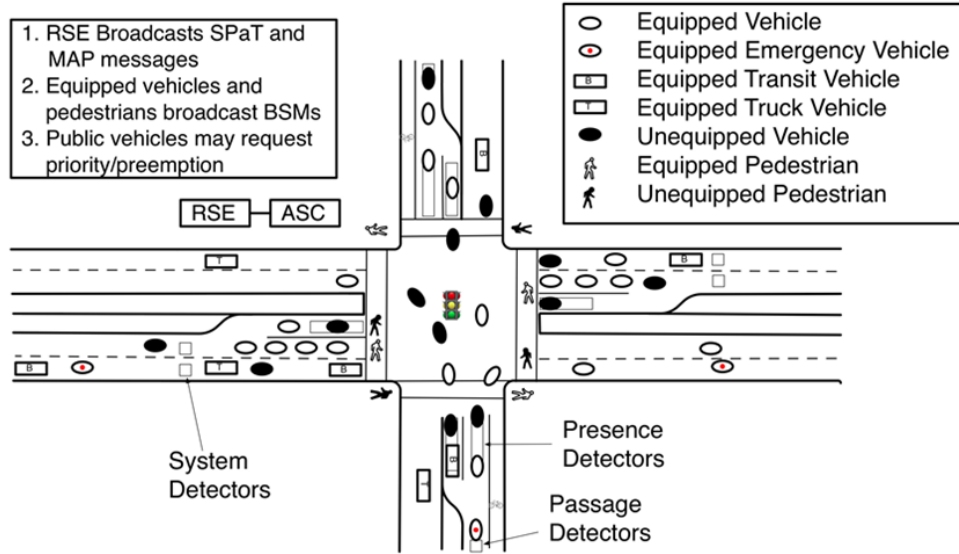 1. RSE Broadcasts SPaT and
MAP messages
2. Equipped vehicles and
pedestrians broadcast BSMs
3. Public vehicles may request
priority/preemption
Equipped Vehicle
Equipped Emergency Vehicle
B Equipped Transit Vehicle
T Equipped Truck Vehicle
Unequipped Vehicle
Equipped Pedestrian
Unequipped Pedestrian
RSE ASC
B
T
B
B
T
B
B
T
System
Detectors
Presence
Detectors
Passage
Detectors